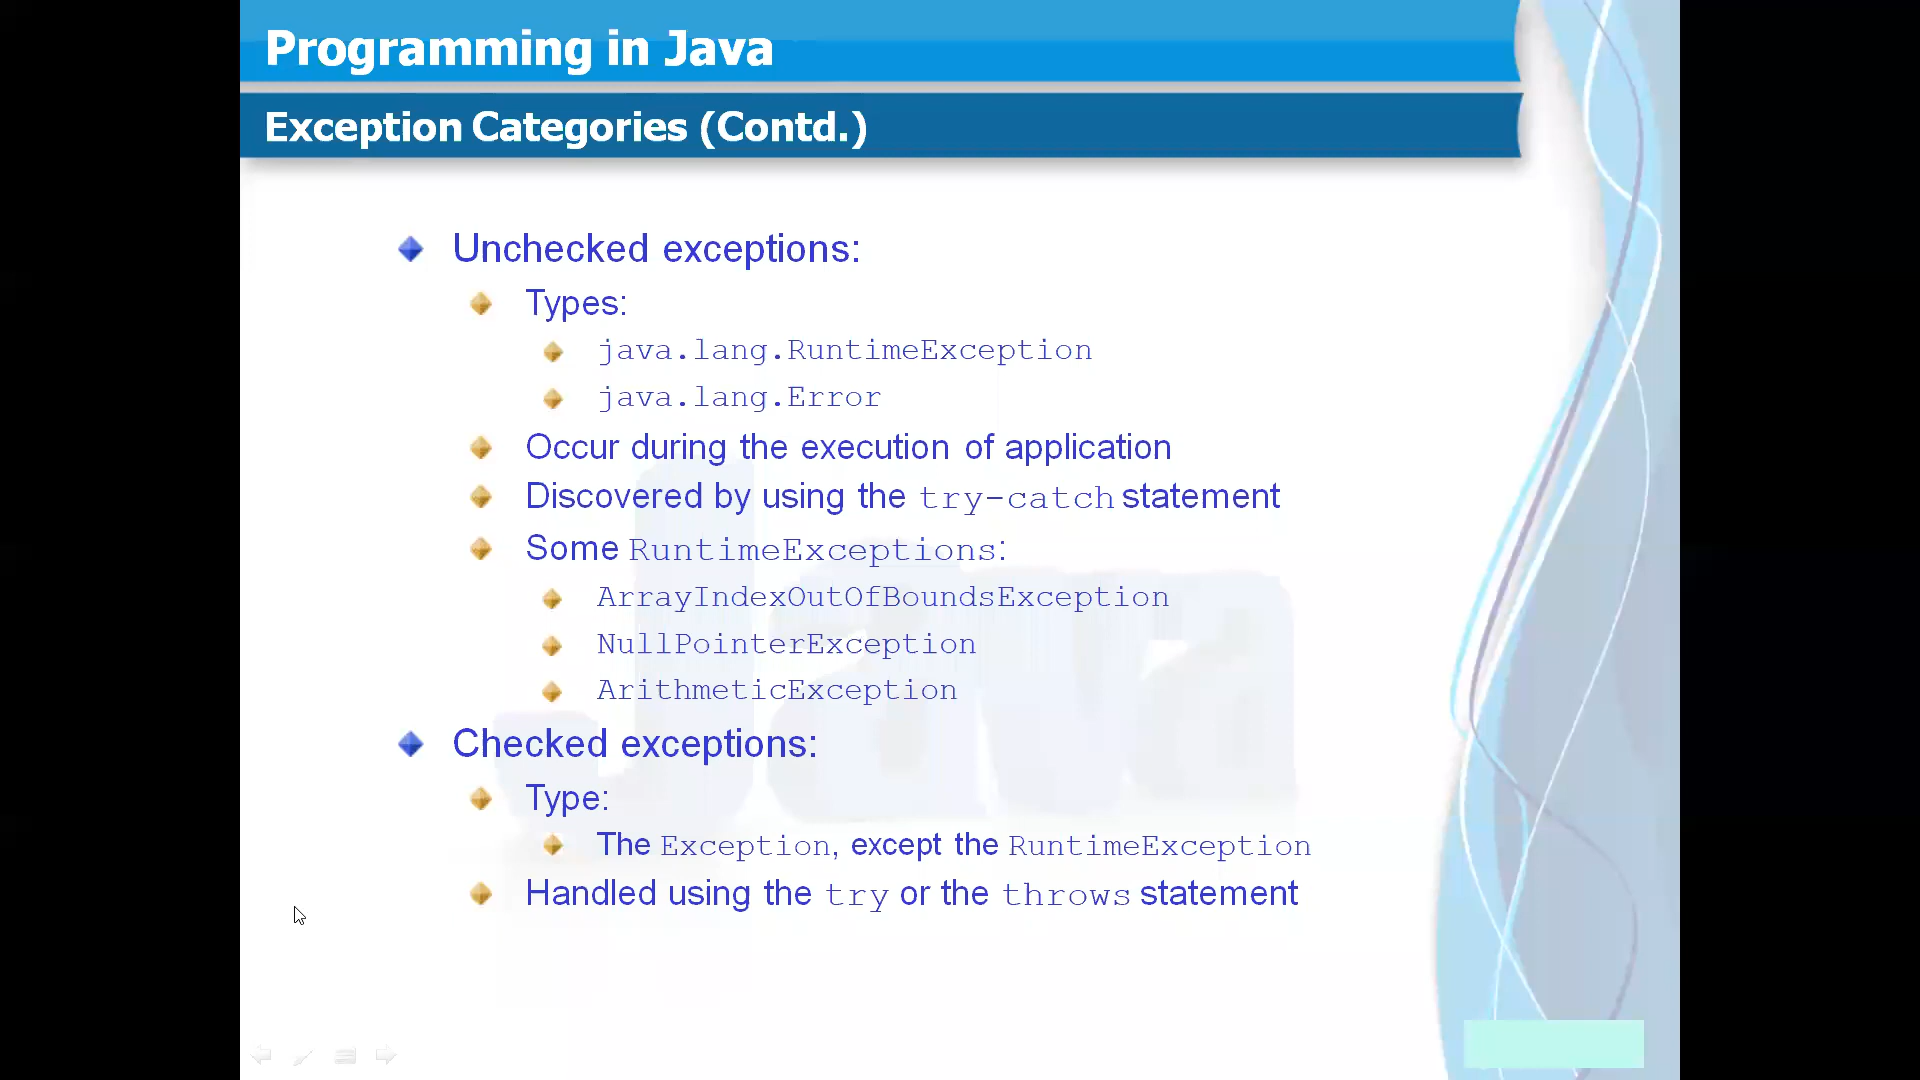 Programming in Java
Exception Categories (Contd.)
Unchecked exceptions:
Types:
java.lang.RuntimeException
java.lang.Error
Occur during the execution of application
Discovered by using the try-catch statement
Some RuntimeExceptions:
ArrayIndexOutOfBoundsException
NullPointerException
ArithmeticException
Checked exceptions:
Type:
The Exception, except the RuntimeException
Handled using the try or the throws statement
Java